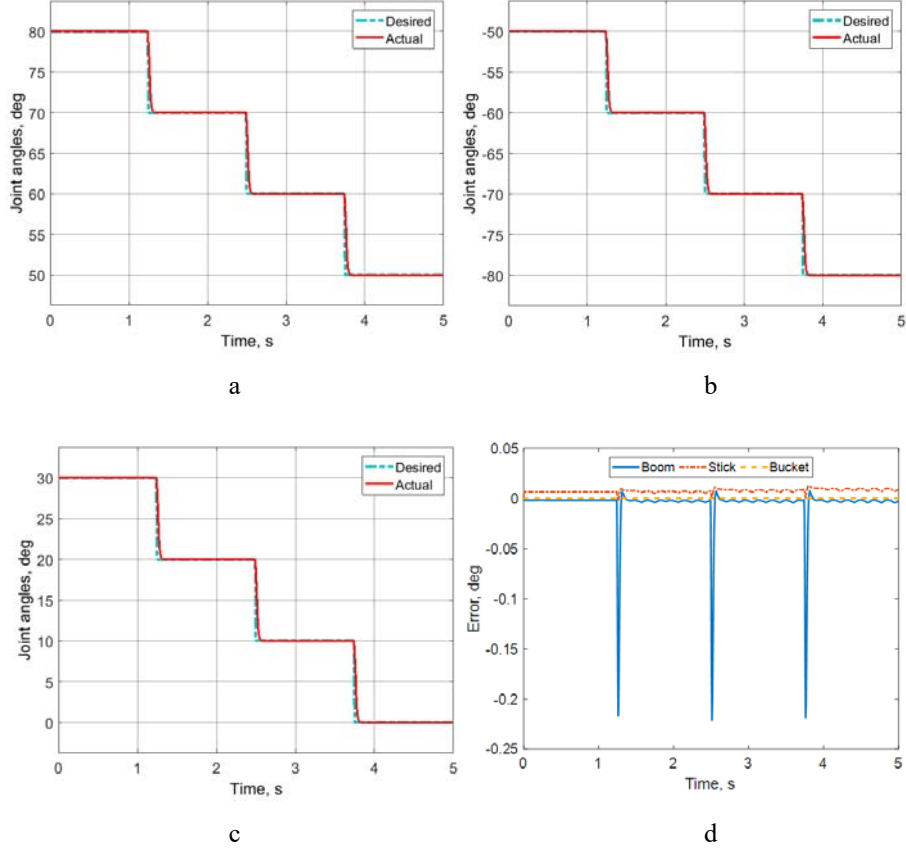 Desired
Actual
80
75
70
65
60
55
50
Joint angles, deg
0 1 2 3 4 5
Time, s
a
Desired
Actual
-50
-55
-60
-65
-70
-75
-80
Joint angles, deg
0 1 2 3 4 5
Time, s
b
Desired
Actual
30
25
20
15
10
5
0
Joint angles, deg
0 1 2 3 4 5
Time, s
c
Boom Stick Bucket
0.05
0
-0.05
-0.1
-0.15
-0.2
-0.25
Error, deg
0 1 2 3 4 5
Time, s
d